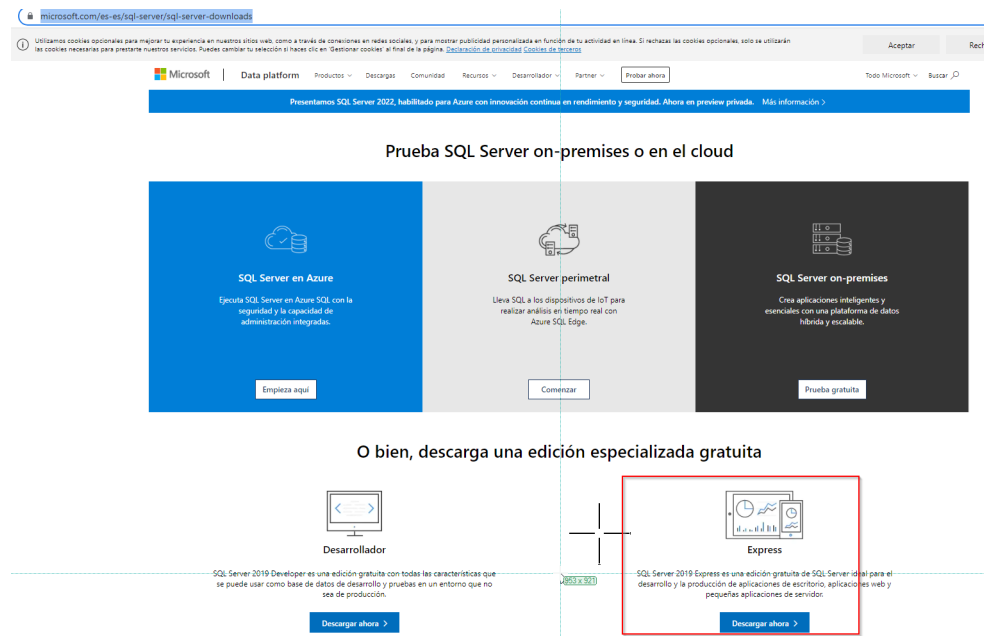 microsoft.com/es-es/sql-server/sql-server-downloads
Utilizamos cookies opcionales para mejorar tu experiencia en nuestros sitios web, como a través de conexiones en redes sociales, y para mostrar publicidad personalizada en función de tu actividad en línea. Si rechazas las cookies opcionales, solo se utilizarán
las cookies necesarias para prestarte nuestros servicios. Puedes cambiar tu selección si haces clic en 'Gestionar cookies' al final de la página. Declaración de privacidad Cookies de terceros
Aceptar
Rech
Microsoft
Data platform
Productos
Descargas
Comunidad
Recursos
Desarrollador
Partner
Probar ahora
Todo Microsoft
Buscar
Presentamos SQL Server 2022, habilitado para Azure con innovación continua en rendimiento y seguridad. Ahora en preview privada. Más información >
Prueba SQL Server on-premises o en el cloud
SQL Server en Azure
Ejecuta SQL Server en Azure SQL con la
seguridad y la capacidad de
administración integradas.
Empieza aquí
SQL Server perimetral
Lleva SQL a los dispositivos de IoT para
realizar análisis en tiempo real con
Azure SQL Edge.
Comenzar
SQL Server on-premises
Crea aplicaciones inteligentes y
esenciales con una plataforma de datos
híbrida y escalable.
Prueba gratuita
O bien, descarga una edición especializada gratuita
Desarrollador
SQL Server 2019 Developer es una edición gratuita con todas las características que
se puede usar como base de datos de desarrollo y pruebas en un entorno que no
sea de producción.
Descargar ahora >
953 x 921
Express
SQL Server 2019 Express es una edición gratuita de SQL Server ideal para el
desarrollo y la producción de aplicaciones de escritorio, aplicaciones web y
pequeñas aplicaciones de servidor.
Descargar ahora >